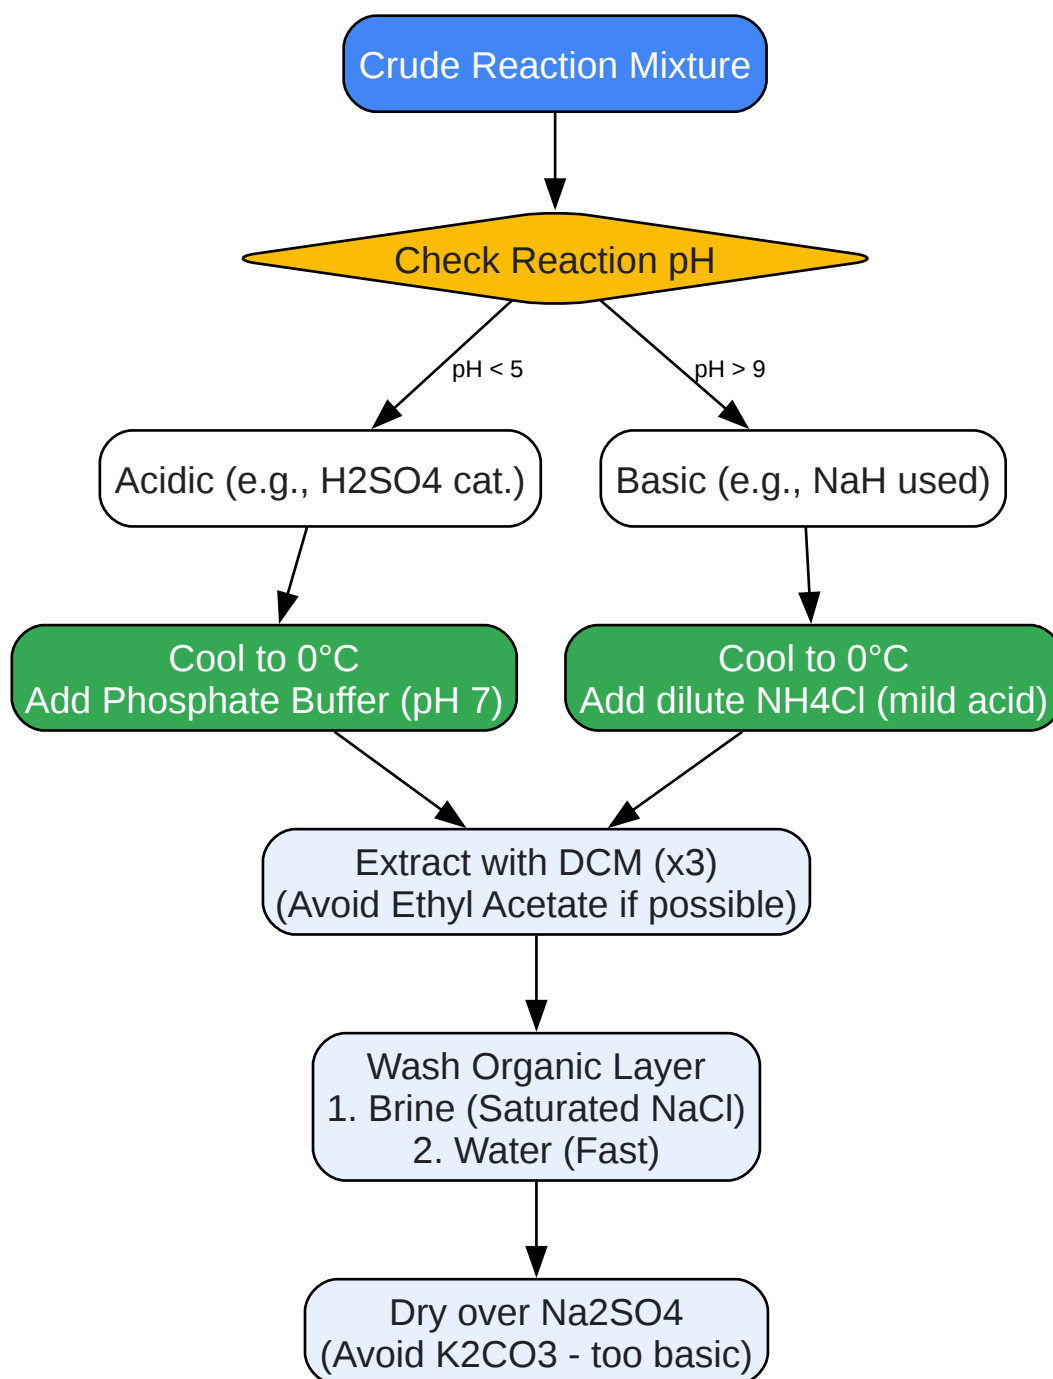 Crude Reaction Mixture
Check Reaction pH
pH < 5
pH > 9
Acidic (e.g., H2SO4 cat.)
Basic (e.g., NaH used)
Cool to 0°C
Add Phosphate Buffer (pH 7)
Cool to 0°C
Add dilute NH4Cl (mild acid)
Extract with DCM (x3)
(Avoid Ethyl Acetate if possible)
Wash Organic Layer
1. Brine (Saturated NaCl)
2. Water (Fast)
Dry over Na2SO4
(Avoid K2CO3 - too basic)